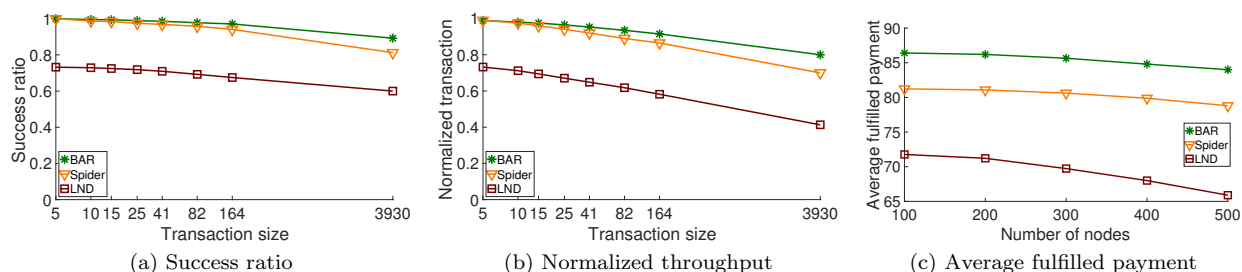 Success ratio
1
0.8
0.6
0.4
0.2
0
BAR
Spider
LND
5 10 15 25 41 82 164 3930
Transaction size
(a) Success ratio
Normalized transaction
1
0.8
0.6
0.4
0.2
0
BAR
Spider
LND
5 10 15 25 41 82 164 3930
Transaction size
(b) Normalized throughput
Average fulfilled payment
90
85
80
75
70
65
BAR
Spider
LND
100 200 300 400 500
Number of nodes
(c) Average fulfilled payment